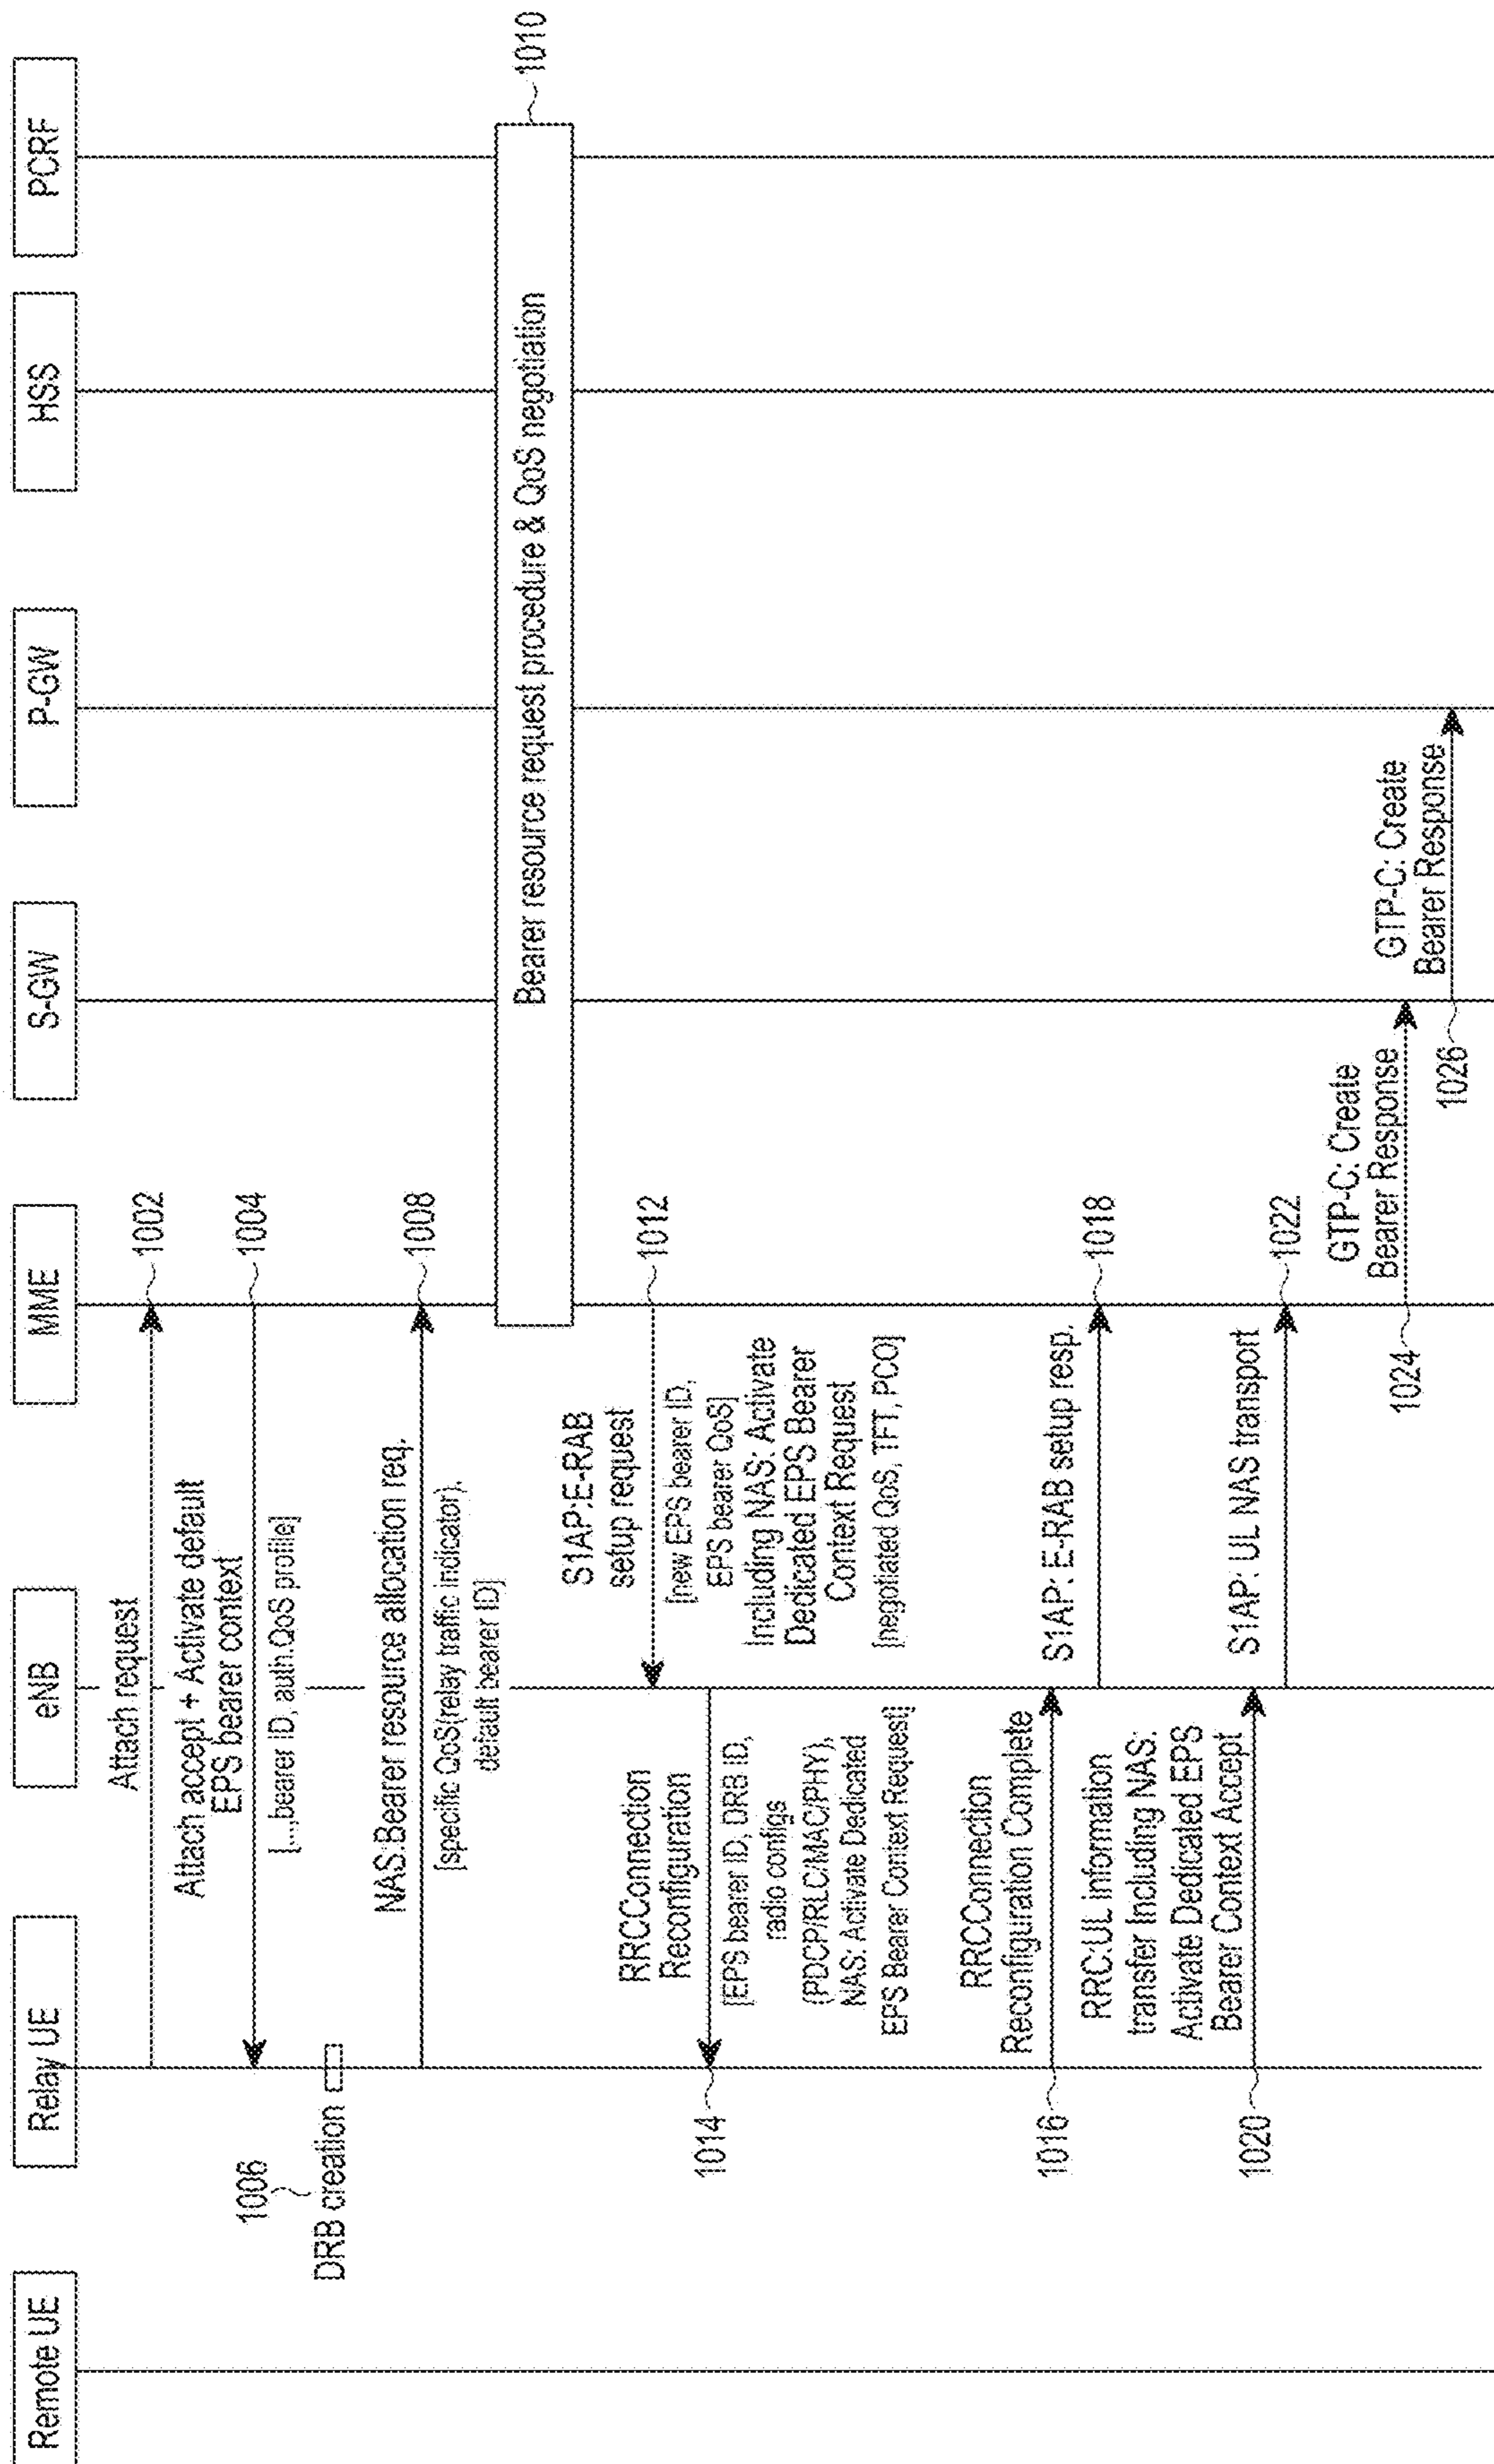 Remote UE
Relay UE
eNB
MME
S-GW
P-GW
HSS
PCRF
Attach request
1002
Attach accept + Activate default
EPS bearer context
[...,bearer ID, auth.QoS profile]
1004
1006
DRB creation
NAS:Bearer resource allocation req.
[specific QoS(relay traffic indicator),
default bearer ID]
1008
Bearer resource request procedure & QoS negotiation
1010
S1AP:E-RAB
setup request
[new EPS bearer ID,
EPS bearer QoS]
Including NAS: Activate
Dedicated EPS Bearer
Context Request
[negotiated QoS, TFT, PCO]
1012
RRCConnection
Reconfiguration
[EPS bearer ID, DRB ID,
radio configs
(PDCP/RLC/MAC/PHY),
NAS: Activate Dedicated
EPS Bearer Context Request]
1014
RRCConnection
Reconfiguration Complete
1016
S1AP: E-RAB setup resp.
1018
RRC:UL information
transfer Including NAS:
Activate Dedicated EPS
Bearer Context Accept
1020
S1AP: UL NAS transport
1022
GTP-C: Create
Bearer Response
1024
GTP-C: Create
Bearer Response
1026